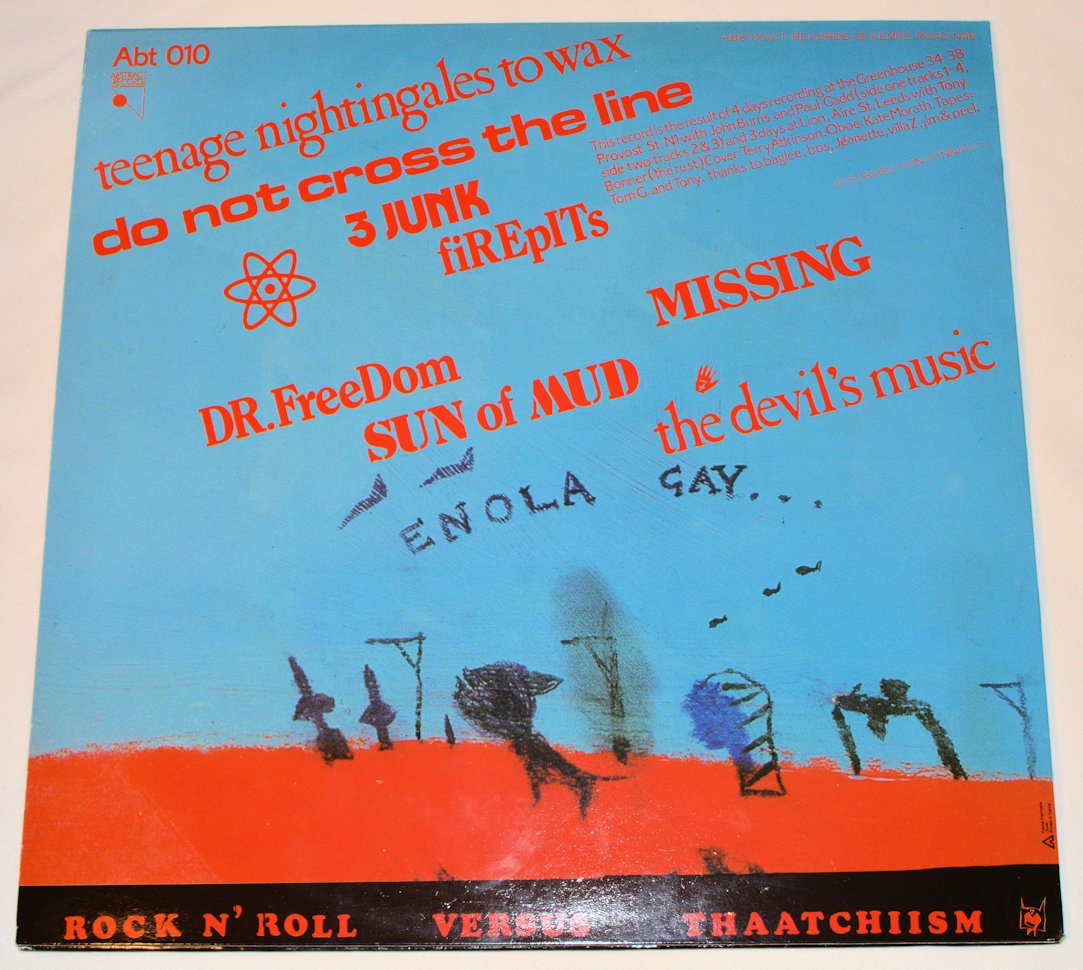 Abt 010
ABSTRACT
RECORDS
ABSTRACT RECORDS 35 KEMPE ROAD NW6
teenage nightingales to wax
do not cross the line
3 JUNK
fiREpITs
This record is the result of 4 days recording at the Greenhouse 34-38
Provost St. N1 with John Burns and Paul Gadd (side one tracks 1-4,
side two tracks 2 & 3) and 3 days at Lion, Aire St. Leeds with Tony
Bonner (the rest) Cover: Terry Atkinson. Oboe: Kate Morath. Tapes:
Tom G. and Tony. thanks to baglee, bos, Jeanette, villa Z, jim & peel.
MISSING
DR. FreeDom
SUN of MUD
the devil's music
ENOLA GAY...
ROCK N' ROLL VERSUS THAATCHIISM